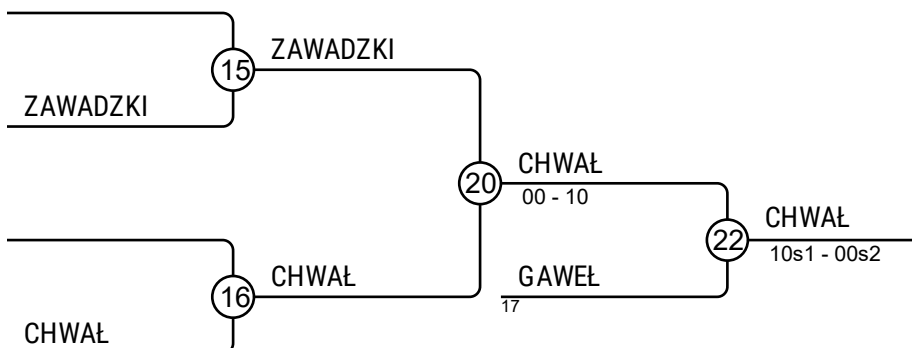 ZAWADZKI
15
ZAWADZKI
CHWAŁ
20
00 - 10
CHWAŁ
22
10s1 - 00s2
CHWAŁ
16
GAWEŁ
17
CHWAŁ